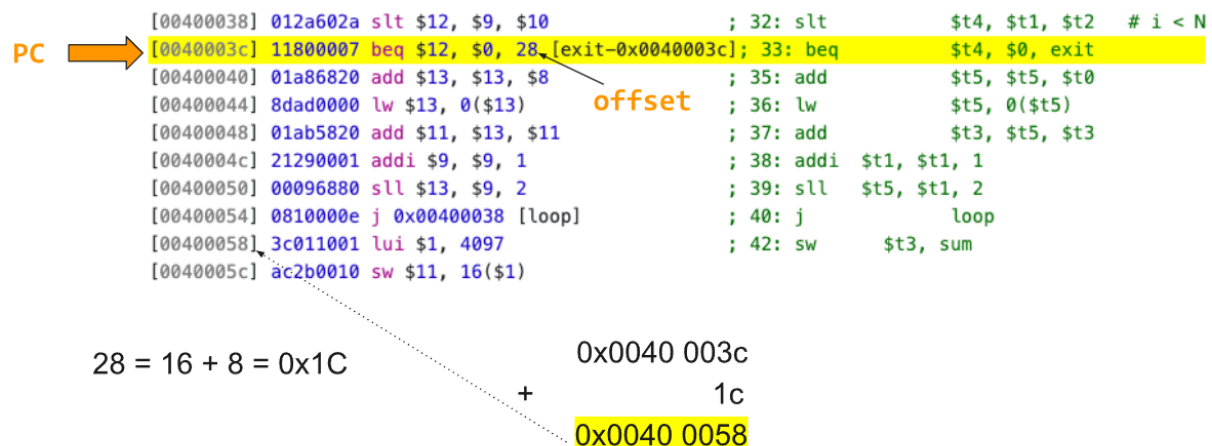 [00400038] 012a602a slt $12, $9, $10 ; 32: slt $t4, $t1, $t2 # i < N
PC [0040003c] 11800007 beq $12, $0, 28 [exit-0x0040003c]; 33: beq $t4, $0, exit
[00400040] 01a86820 add $13, $13, $8 ; 35: add $t5, $t5, $t0
offset
[00400044] 8dad0000 lw $13, 0($13) ; 36: lw $t5, 0($t5)
[00400048] 01ab5820 add $11, $13, $11 ; 37: add $t3, $t5, $t3
[0040004c] 21290001 addi $9, $9, 1 ; 38: addi $t1, $t1, 1
[00400050] 00096880 sll $13, $9, 2 ; 39: sll $t5, $t1, 2
[00400054] 0810000e j 0x00400038 [loop] ; 40: j loop
[00400058] 3c011001 lui $1, 4097 ; 42: sw $t3, sum
[0040005c] ac2b0010 sw $11, 16($1)
28 = 16 + 8 = 0x1C
0x0040 003c
+ 1c
0x0040 0058